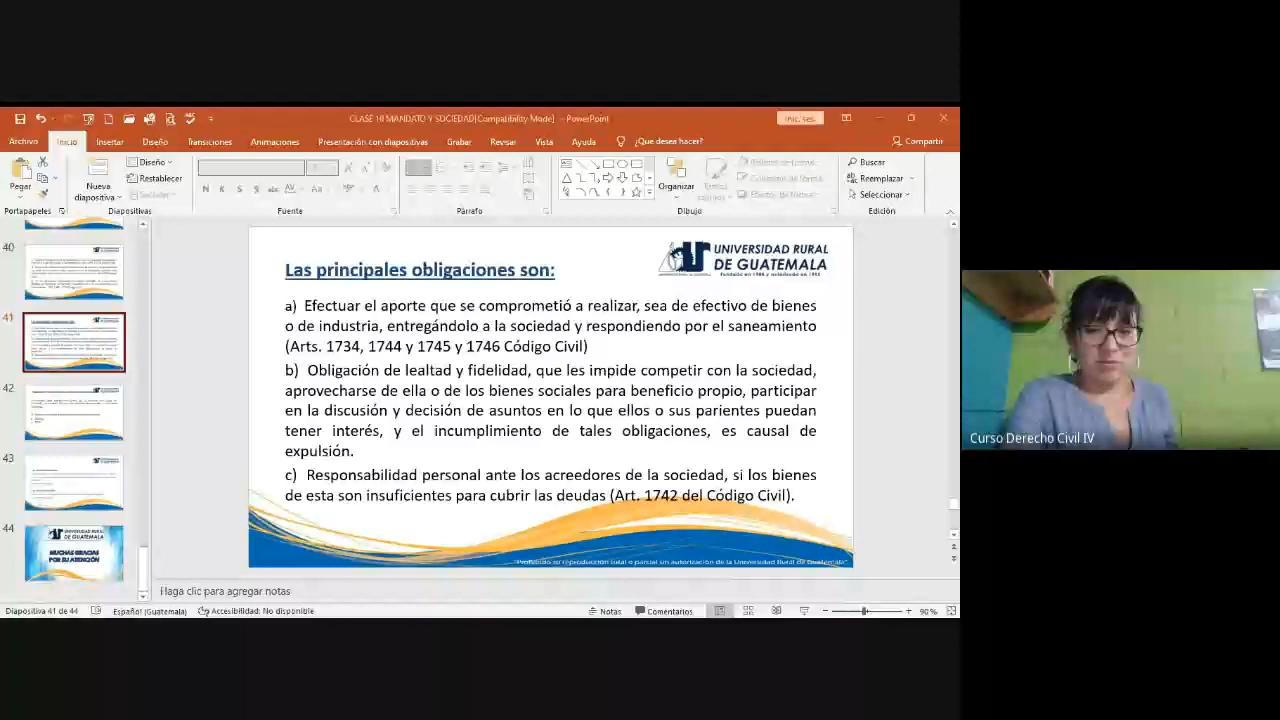 CLASE 10 MANDATO Y SOCIEDAD [Compatibility Mode] - PowerPoint
Inic. ses.
Archivo Inicio Insertar Diseño Transiciones Animaciones Presentación con diapositivas Grabar Revisar Vista Ayuda ¿Qué desea hacer? Compartir
Pegar
Nueva diapositiva
Diseño
Restablecer
Organizar
Buscar
Reemplazar
Seleccionar
Portapapeles Diapositivas Fuente Párrafo Dibujo Edición
40
41
42
43
44
UNIVERSIDAD RURAL
DE GUATEMALA
MUCHAS GRACIAS
POR SU ATENCIÓN
UNIVERSIDAD RURAL
DE GUATEMALA
Las principales obligaciones son:
a) Efectuar el aporte que se comprometió a realizar, sea de efectivo de bienes
o de industria, entregándola a la sociedad y respondiendo por el saneamiento
(Arts. 1734, 1744 y 1745 y 1746 Código Civil)
b) Obligación de lealtad y fidelidad, que les impide competir con la sociedad,
aprovecharse de ella o de los bienes sociales para beneficio propio, participar
en la discusión y decisión de asuntos en lo que ellos o sus parientes puedan
tener interés, y el incumplimiento de tales obligaciones, es causal de
expulsión.
c) Responsabilidad personal ante los acreedores de la sociedad, si los bienes
de esta son insuficientes para cubrir las deudas (Art. 1742 del Código Civil).
"Prohibido su reproducción total o parcial sin autorización de la Universidad Rural de Guatemala"
Haga clic para agregar notas
Diapositiva 41 de 44 Español (Guatemala) Accesibilidad: No disponible Notas Comentarios 90 %
Curso Derecho Civil IV